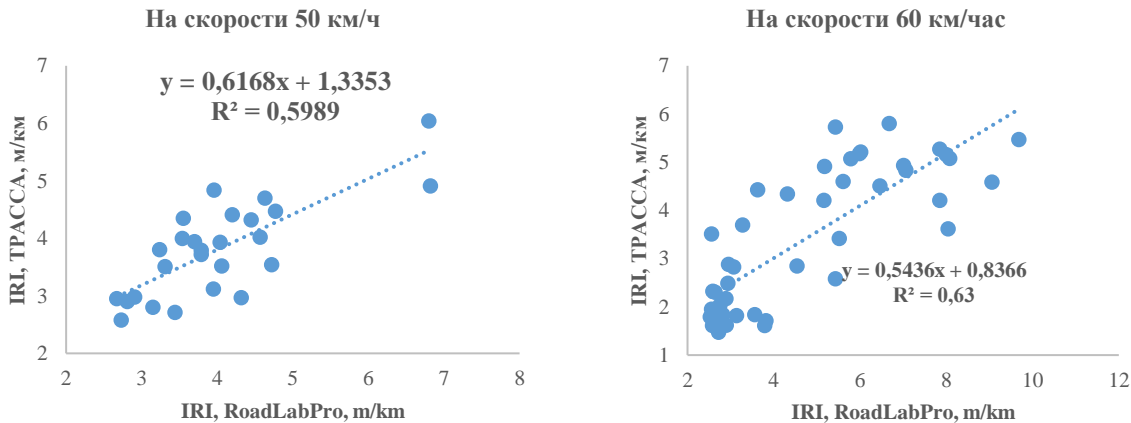 На скорости 50 км/ч
y = 0,6168x + 1,3353
R² = 0,5989
IRI, ТРАССА, м/км
7
6
5
4
3
2
2 3 4 5 6 7 8
IRI, RoadLabPro, m/km
На скорости 60 км/час
y = 0,5436x + 0,8366
R² = 0,63
IRI, ТРАССА, м/км
7
6
5
4
3
2
1
2 4 6 8 10 12
IRI, RoadLabPro, m/km